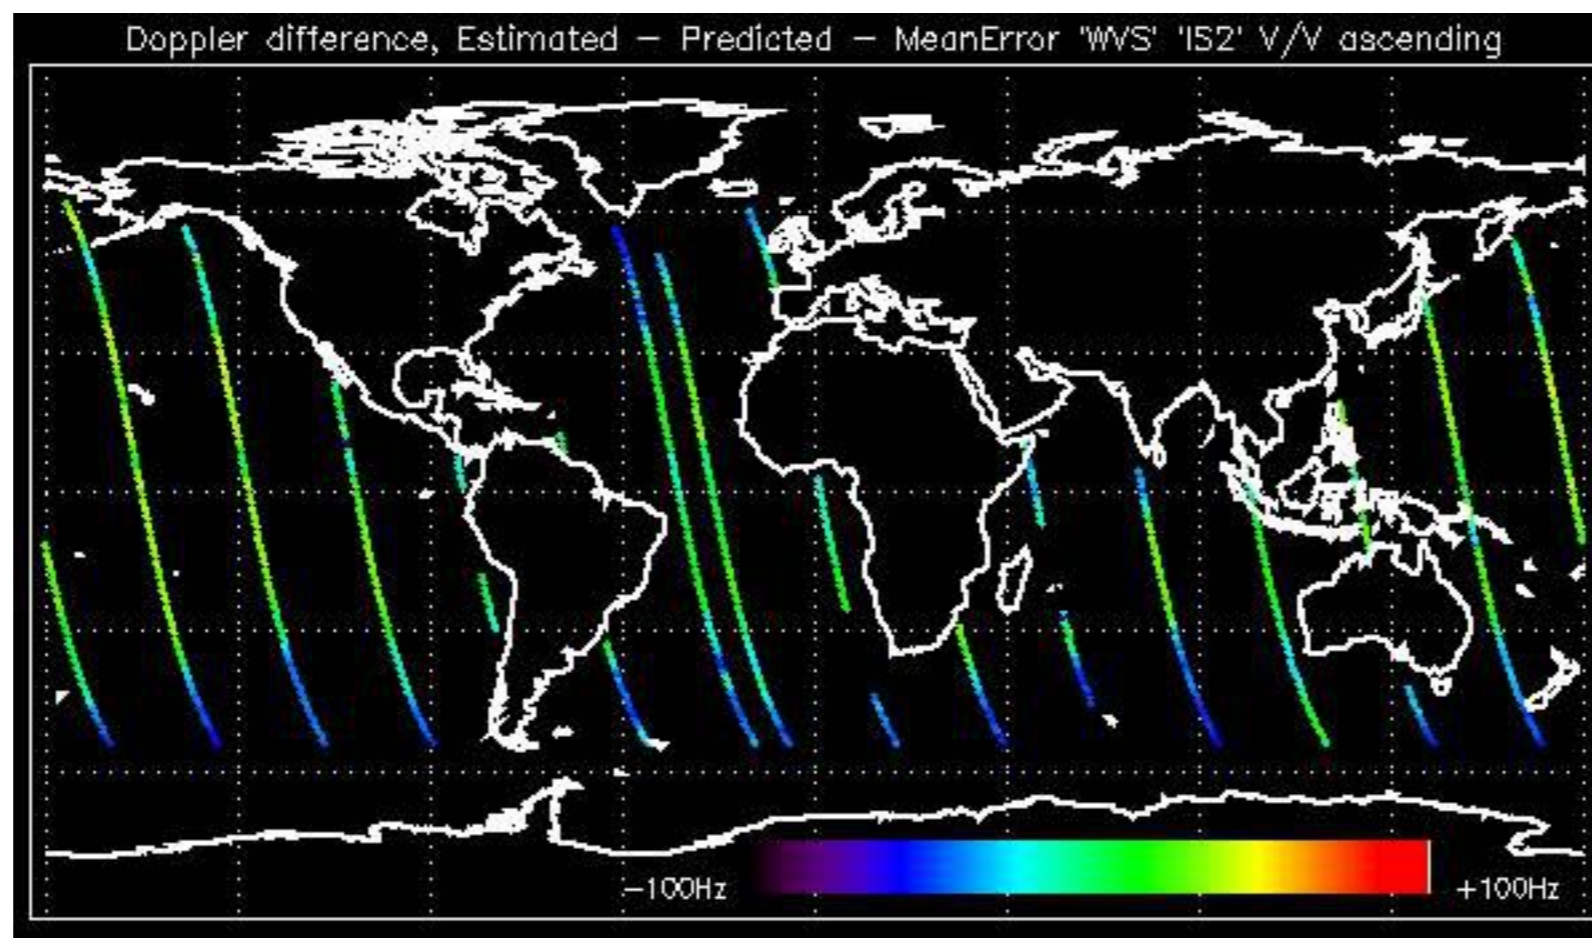 Doppler difference, Estimated – Predicted – MeanError 'WVS' 'IS2' V/V ascending
–100Hz
+100Hz